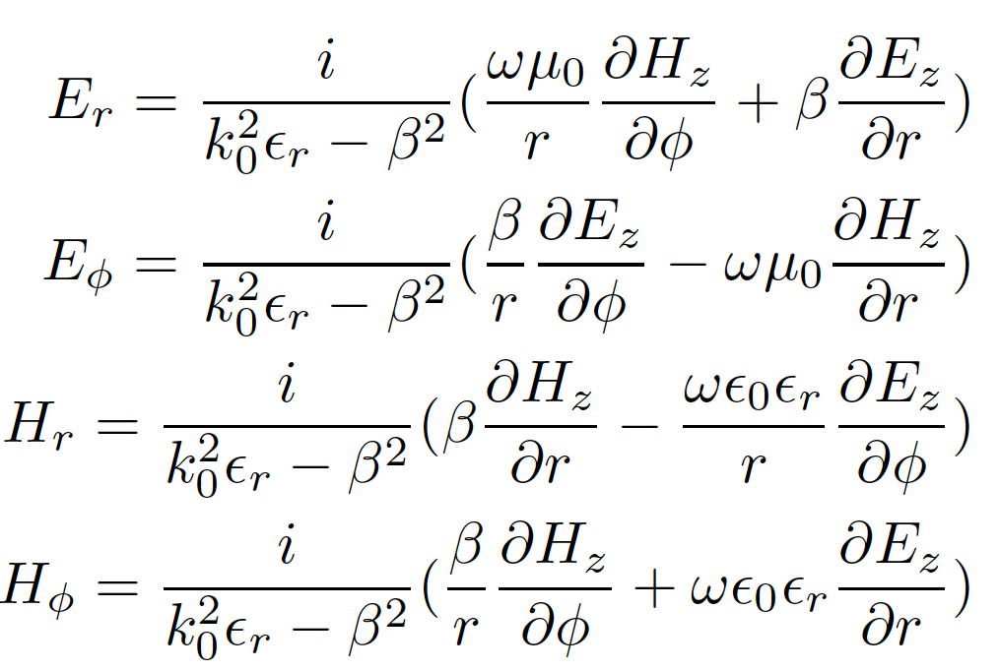 $E_r = \frac{i}{k_0^2 \epsilon_r - \beta^2} ( \frac{\omega \mu_0}{r} \frac{\partial H_z}{\partial \phi} + \beta \frac{\partial E_z}{\partial r} )$
$E_\phi = \frac{i}{k_0^2 \epsilon_r - \beta^2} ( \frac{\beta}{r} \frac{\partial E_z}{\partial \phi} - \omega \mu_0 \frac{\partial H_z}{\partial r} )$
$H_r = \frac{i}{k_0^2 \epsilon_r - \beta^2} ( \beta \frac{\partial H_z}{\partial r} - \frac{\omega \epsilon_0 \epsilon_r}{r} \frac{\partial E_z}{\partial \phi} )$
$H_\phi = \frac{i}{k_0^2 \epsilon_r - \beta^2} ( \frac{\beta}{r} \frac{\partial H_z}{\partial \phi} + \omega \epsilon_0 \epsilon_r \frac{\partial E_z}{\partial r} )$